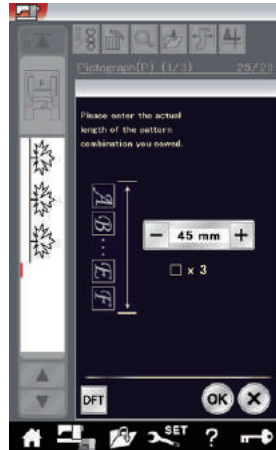 Pictograph(P) (1/3) 25/29
Please enter the actual
length of the pattern
combination you sewed.
A
B
E
F
− 45 mm +
x 3
DFT
OK
SET
?